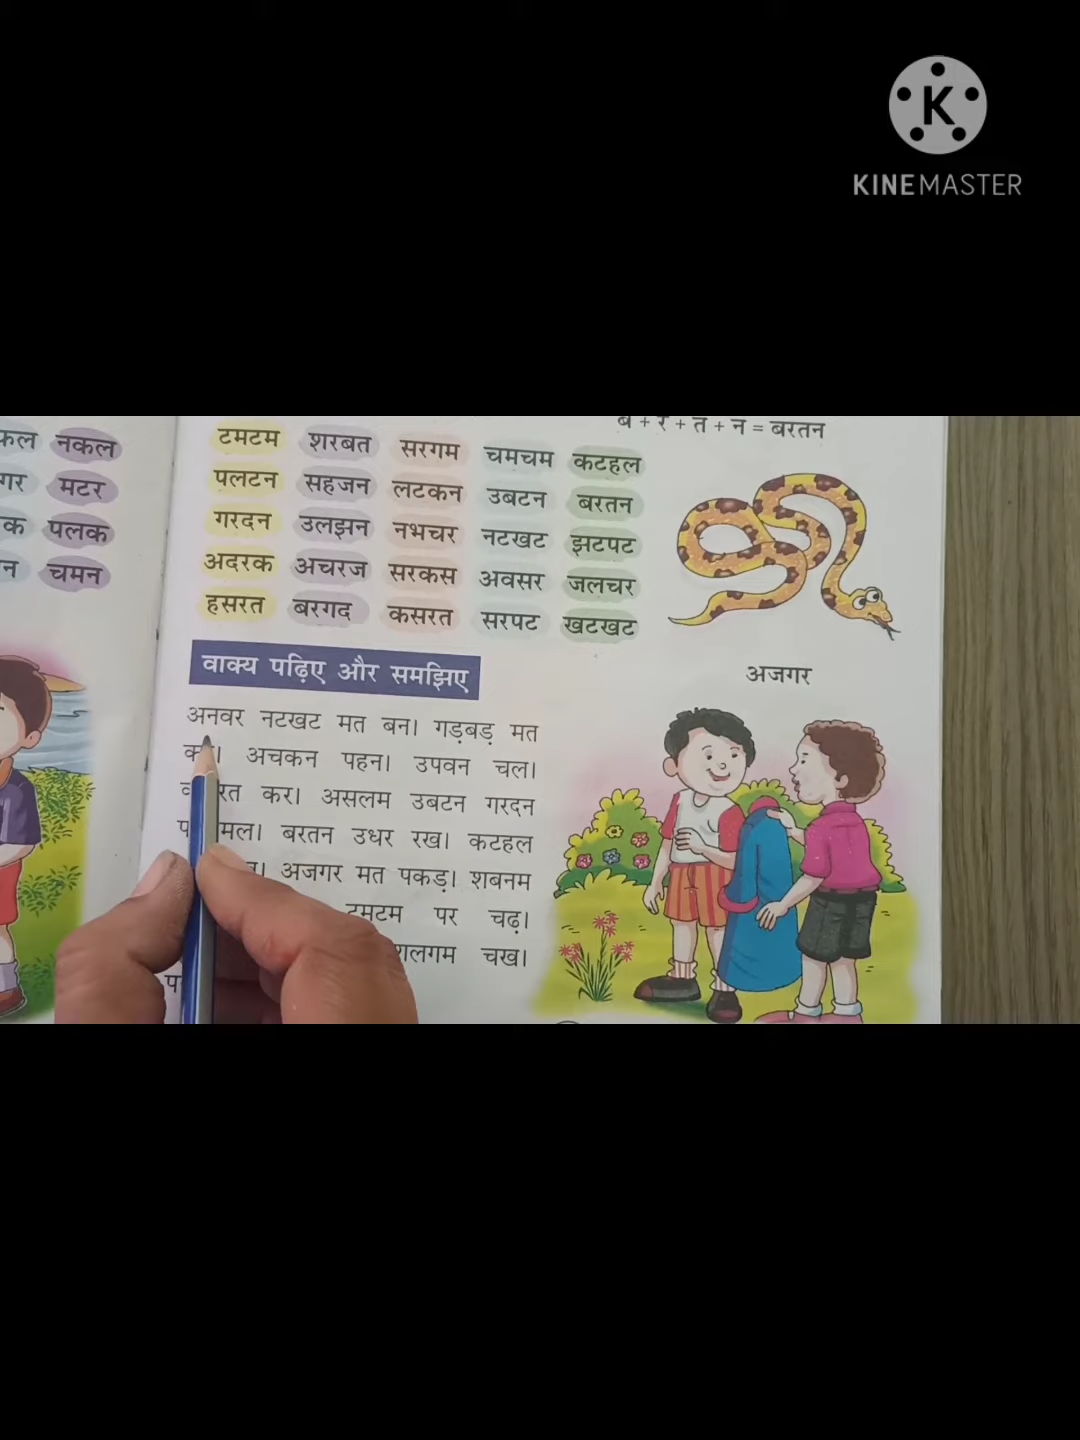 KINEMASTER
नकल
मटर
पलक
चमन
ब + र + त + न = बरतन
टमटम शरबत सरगम चमचम कटहल
पलटन सहजन लटकन उबटन बरतन
गरदन उलझन नभचर नटखट झटपट
अदरक अचरज सरकस अवसर जलचर
हसरत बरगद कसरत सरपट खटखट
वाक्य पढ़िए और समझिए
अजगर
अनवर नटखट मत बन। गड़बड़ मत
अचकन पहन। उपवन चल।
कर। असलम उबटन गरदन
मल। बरतन उधर रख। कटहल
अजगर मत पकड़। शबनम
टमटम पर चढ़।
शलगम चख।